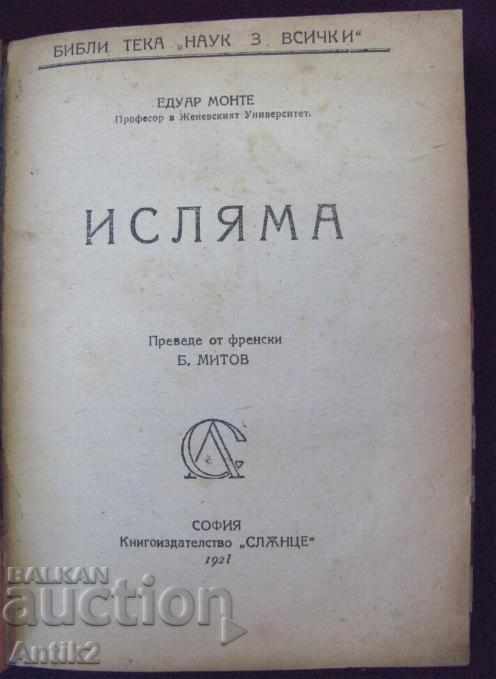 БИБЛИ ТЕКА „НАУК З ВСИЧКИ“
ЕДУАР МОНТЕ
Професор в Женевският Университет.
ИСЛЯМА
Преведе от френски
Б. МИТОВ
СОФИЯ
Книгоиздателство „СЛѪНЦЕ“
1921
BALKAN
auction
Antik2